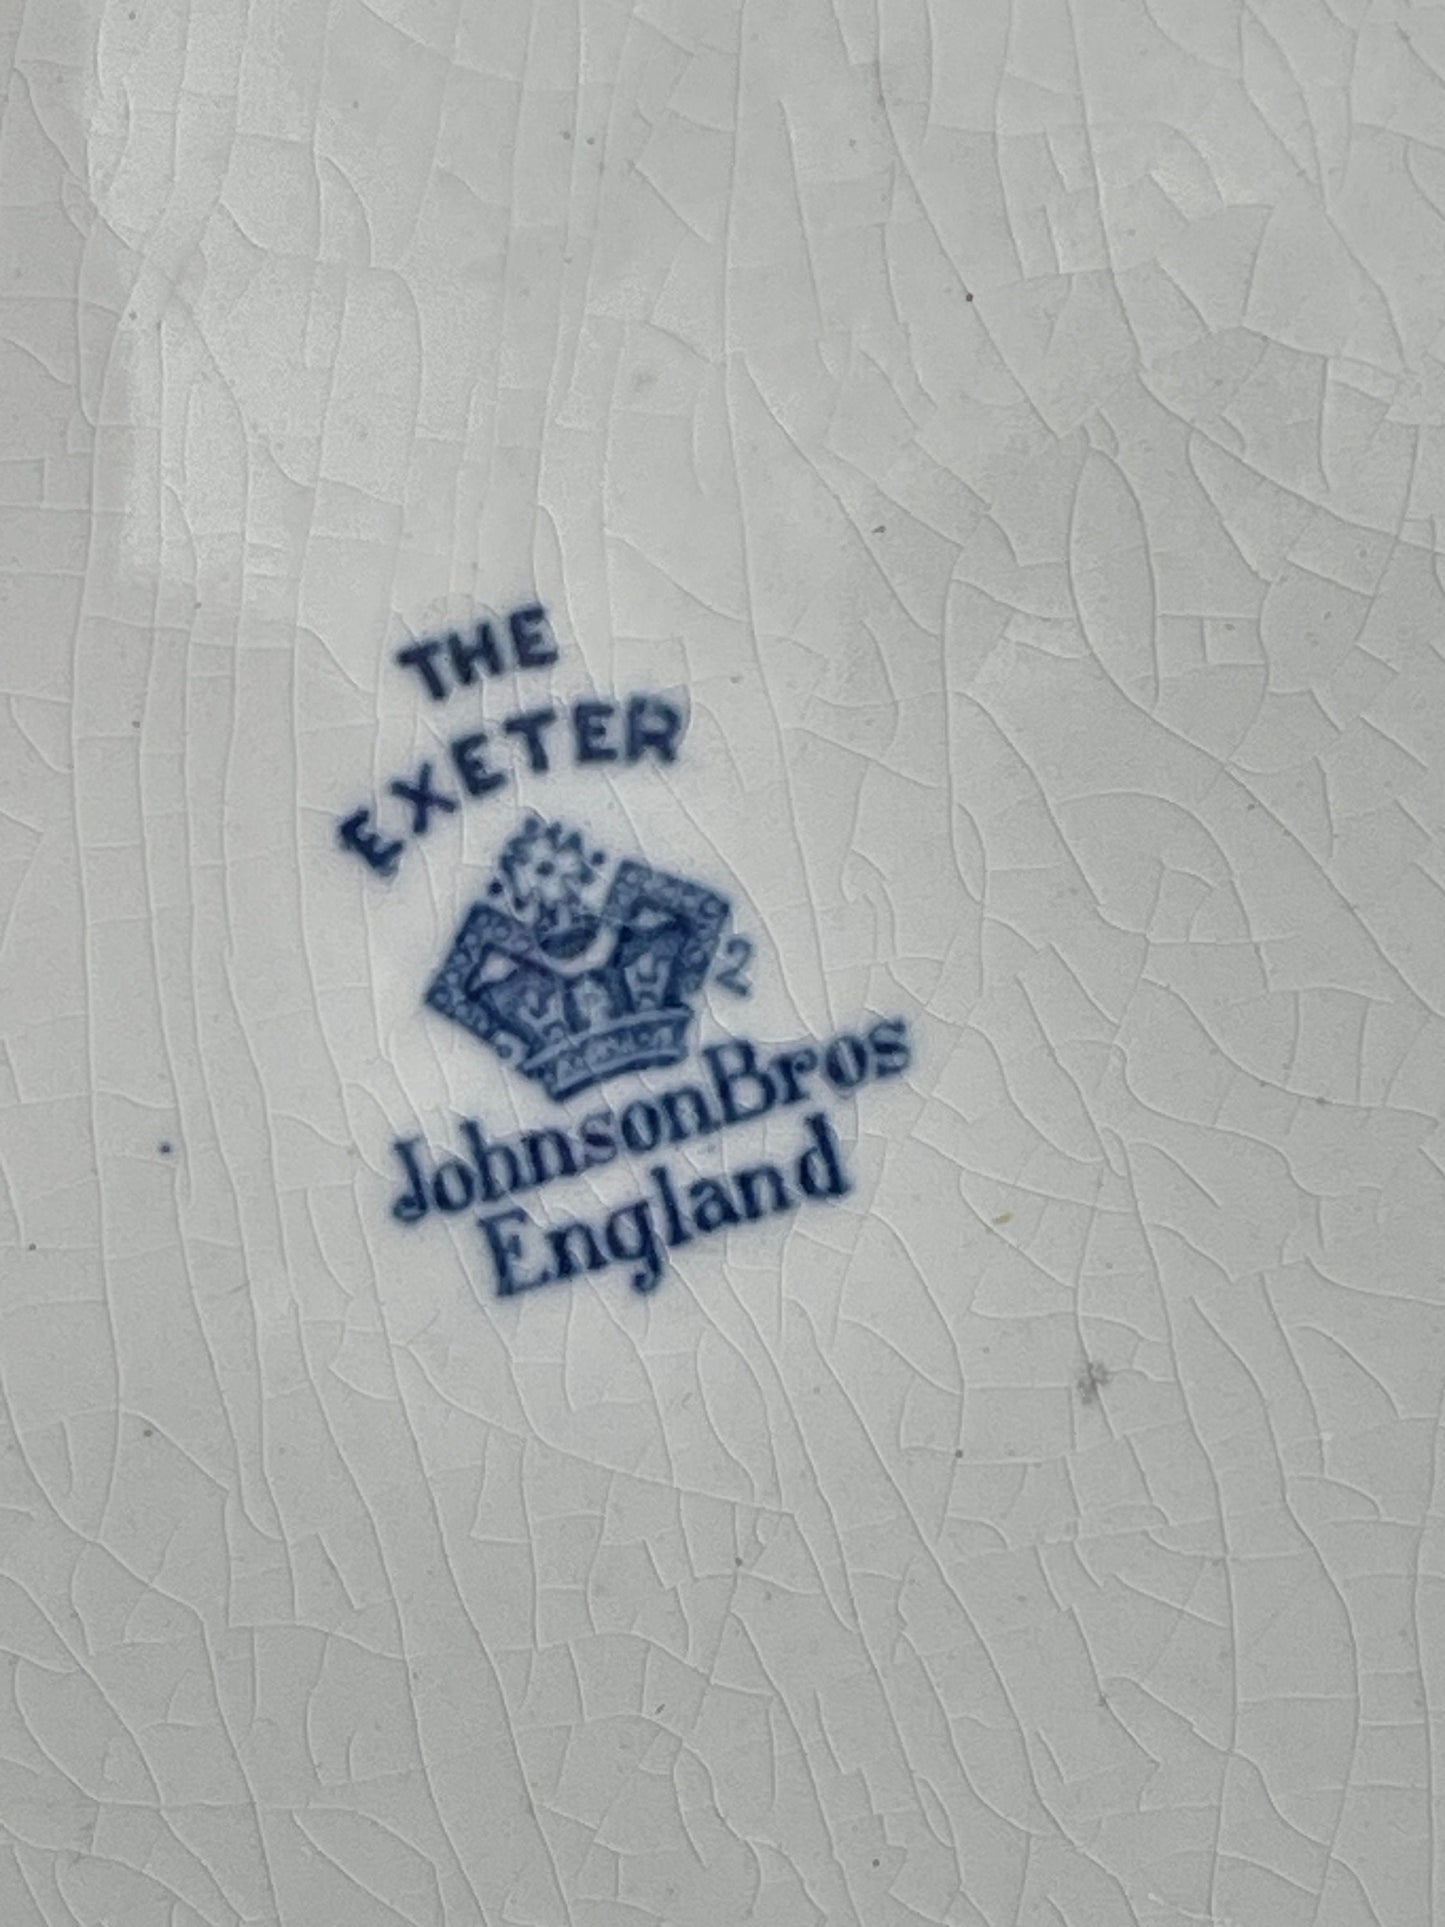 THE
EXETER
2
JohnsonBros
England